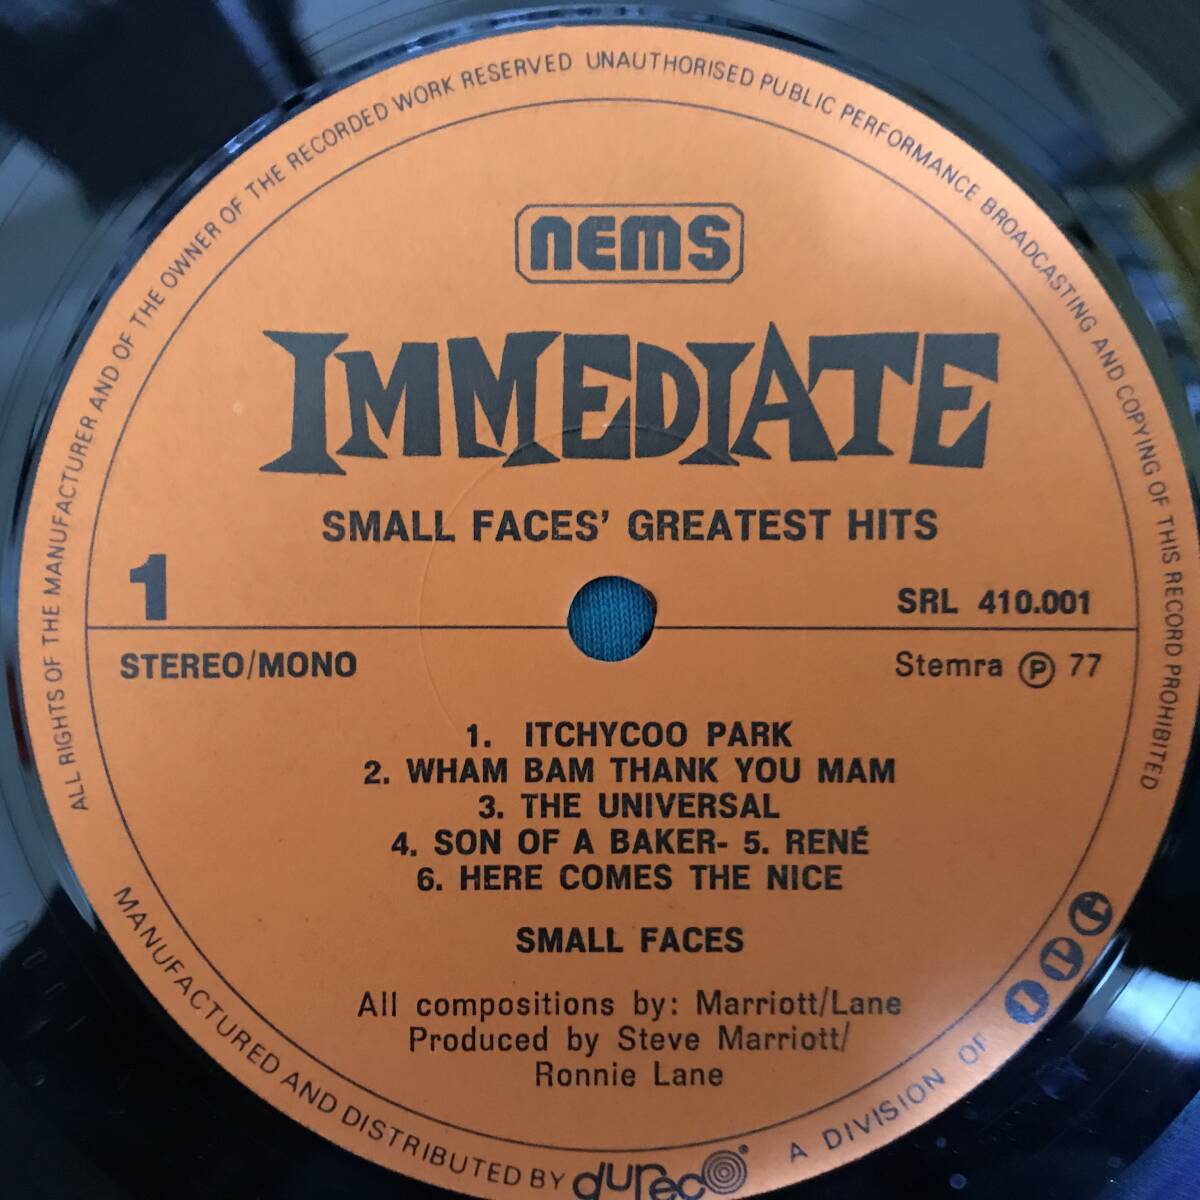 ALL RIGHTS OF THE MANUFACTURER AND OF THE OWNER OF THE RECORDED WORK RESERVED UNAUTHORISED PUBLIC PERFORMANCE BROADCASTING AND COPYING OF THIS RECORD PROHIBITED
nems
IMMEDIATE
SMALL FACES' GREATEST HITS
1
SRL 410.001
STEREO/MONO
Stemra Ⓟ 77
1. ITCHYCOO PARK
2. WHAM BAM THANK YOU MAM
3. THE UNIVERSAL
4. SON OF A BAKER- 5. RENÉ
6. HERE COMES THE NICE
SMALL FACES
All compositions by: Marriott/Lane
Produced by Steve Marriott/
Ronnie Lane
MANUFACTURED AND DISTRIBUTED BY dureco A DIVISION OF